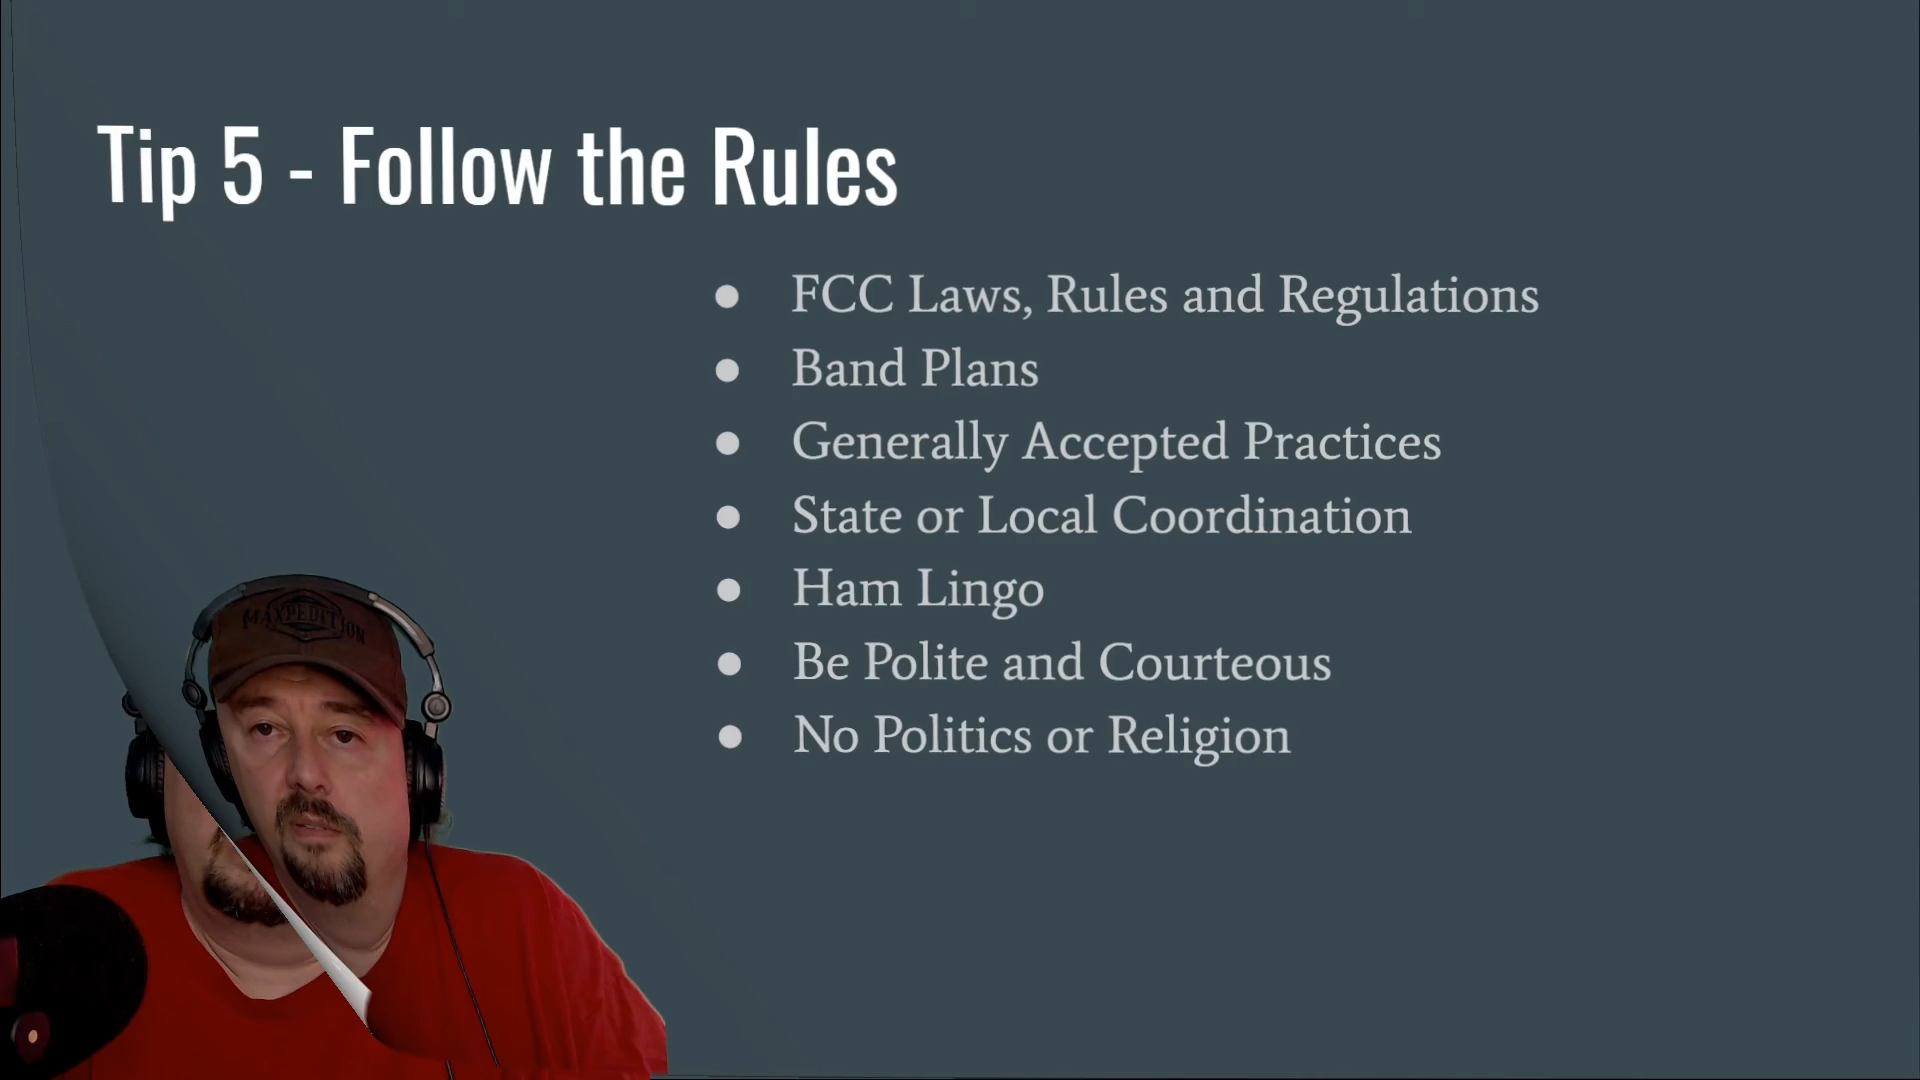 Tip 5 - Follow the Rules
● FCC Laws, Rules and Regulations
● Band Plans
● Generally Accepted Practices
● State or Local Coordination
● Ham Lingo
● Be Polite and Courteous
● No Politics or Religion
MAXPEDITION